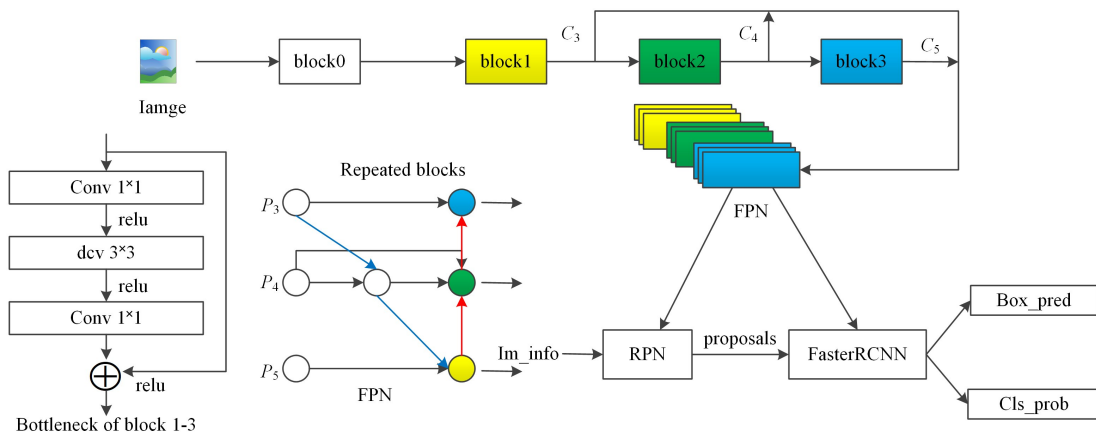 C₃
C₄
C₅
block0
block1
block2
block3
Iamge
Conv 1×1
relu
dcv 3×3
relu
Conv 1×1
relu
Bottleneck of block 1-3
Repeated blocks
P₃
P₄
P₅
FPN
FPN
Im_info
RPN
proposals
FasterRCNN
Box_pred
Cls_prob